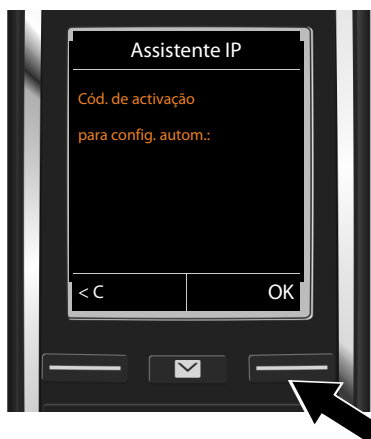 Assistente IP
Cód. de activação
para config. autom.:
< C OK